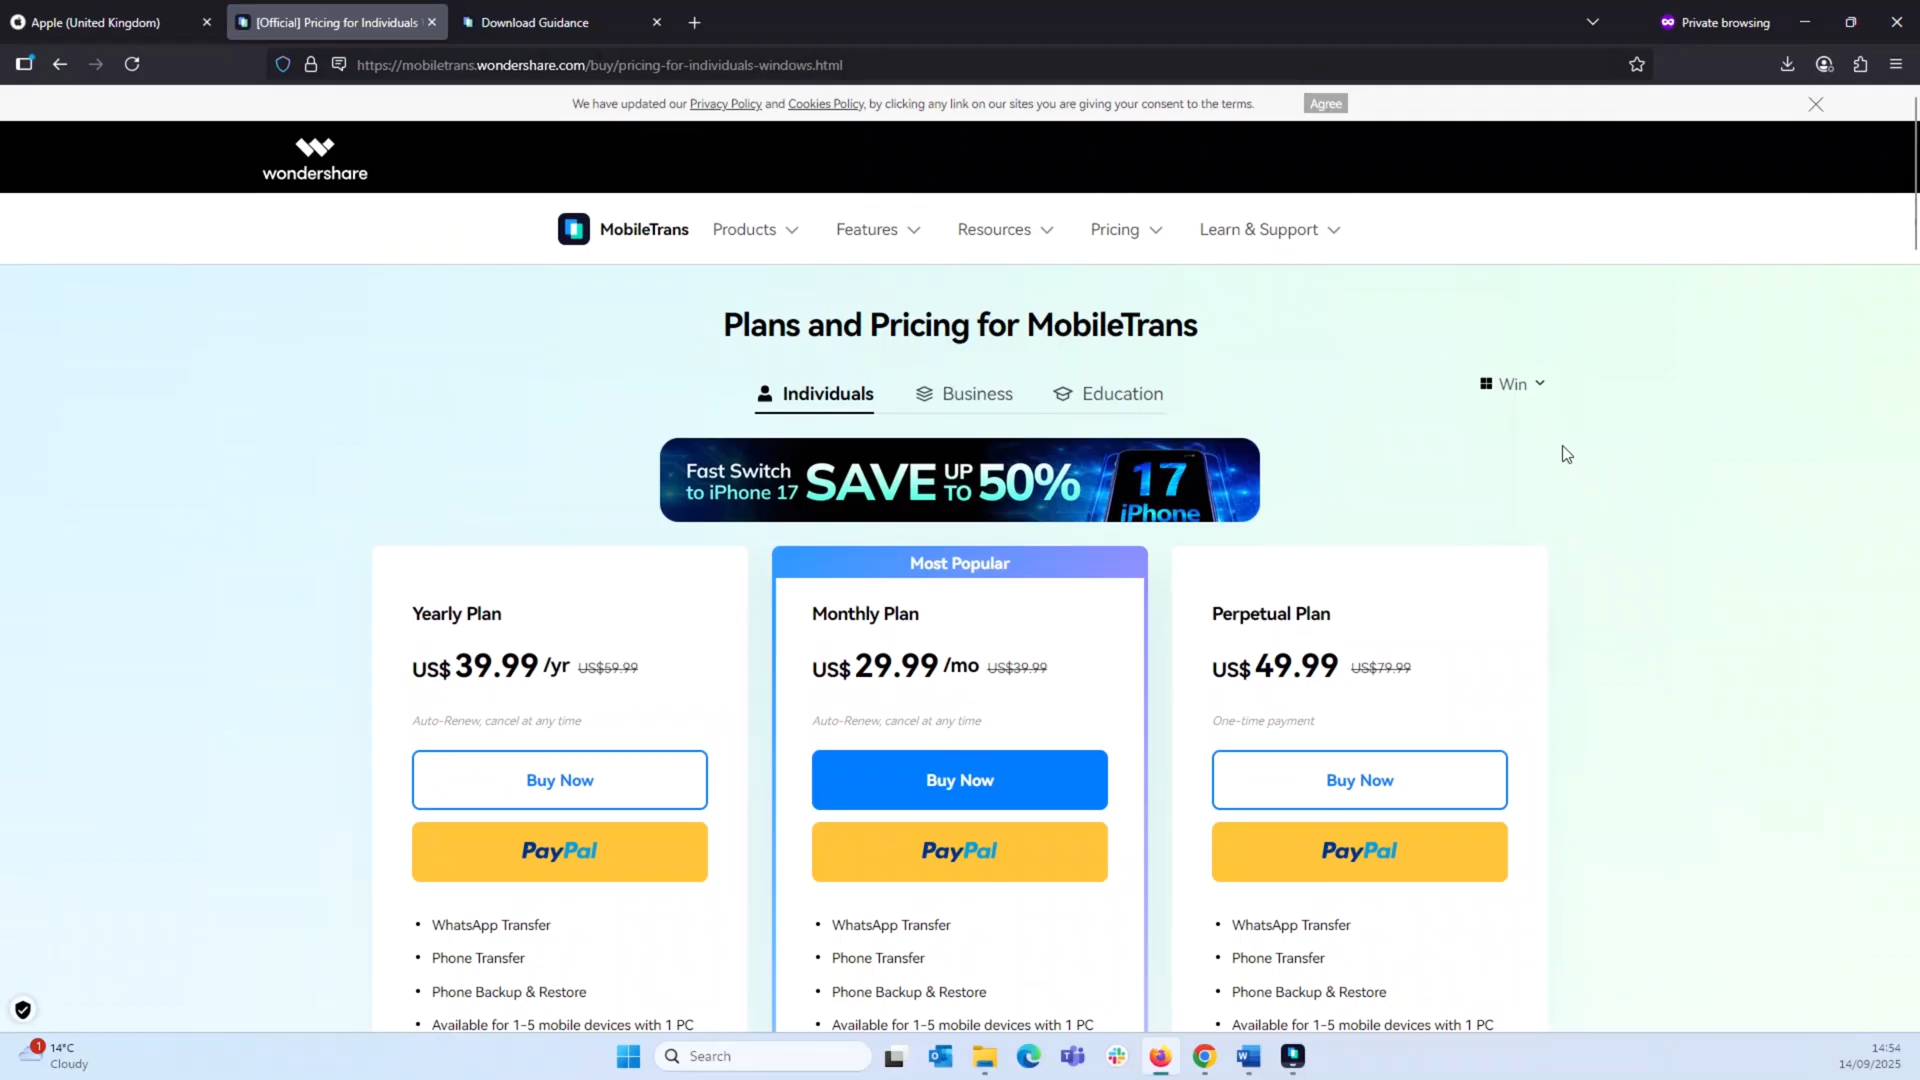 Apple (United Kingdom)
[Official] Pricing for Individuals
Download Guidance
Private browsing
https://mobiletrans.wondershare.com/buy/pricing-for-individuals-windows.html
We have updated our Privacy Policy and Cookies Policy, by clicking any link on our sites you are giving your consent to the terms.
Agree
wondershare
MobileTrans
Products
Features
Resources
Pricing
Learn & Support
Plans and Pricing for MobileTrans
Individuals
Business
Education
Win
Fast Switch
to iPhone 17
SAVE UP TO 50%
17
iPhone
Most Popular
Yearly Plan
US$ 39.99 /yr US$59.99
Auto-Renew, cancel at any time
Buy Now
PayPal
• WhatsApp Transfer
• Phone Transfer
• Phone Backup & Restore
• Available for 1-5 mobile devices with 1 PC
Monthly Plan
US$ 29.99 /mo US$39.99
Auto-Renew, cancel at any time
Buy Now
PayPal
• WhatsApp Transfer
• Phone Transfer
• Phone Backup & Restore
• Available for 1-5 mobile devices with 1 PC
Perpetual Plan
US$ 49.99 US$79.99
One-time payment
Buy Now
PayPal
• WhatsApp Transfer
• Phone Transfer
• Phone Backup & Restore
• Available for 1-5 mobile devices with 1 PC
1
14°C
Cloudy
Search
14:54
14/09/2025